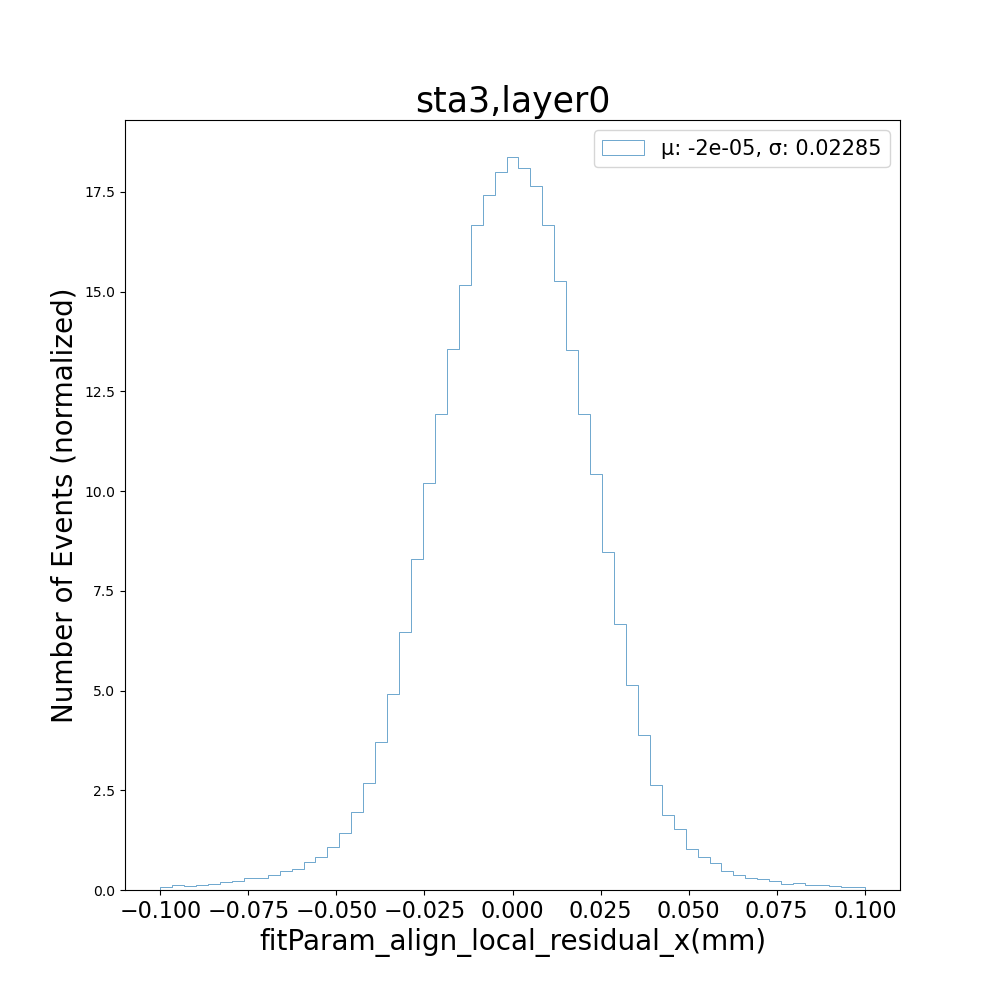 sta3,layer0
μ: -2e-05, σ: 0.02285
Number of Events (normalized)
17.5
15.0
12.5
10.0
7.5
5.0
2.5
0.0
−0.100 −0.075 −0.050 −0.025 0.000 0.025 0.050 0.075 0.100
fitParam_align_local_residual_x(mm)